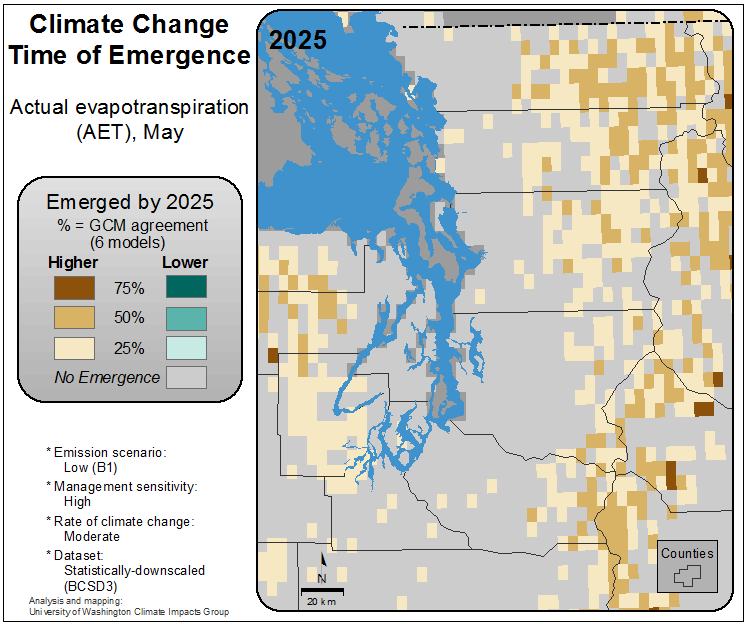 Climate Change
Time of Emergence
Actual evapotranspiration
(AET), May
Emerged by 2025
% = GCM agreement
(6 models)
Higher Lower
75%
50%
25%
No Emergence
* Emission scenario:
Low (B1)
* Management sensitivity:
High
* Rate of climate change:
Moderate
* Dataset:
Statistically-downscaled
(BCSD3)
Analysis and mapping:
University of Washington Climate Impacts Group
2025
N
20 km
Counties